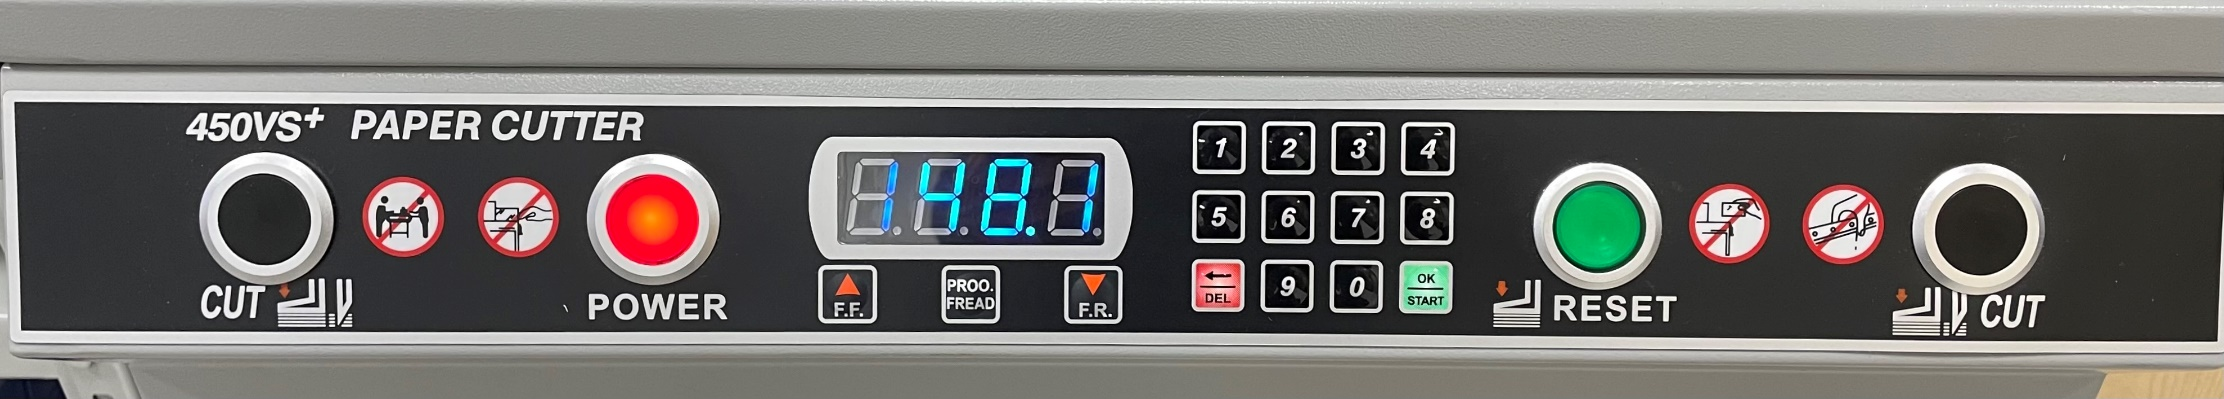 450VS+ PAPER CUTTER
CUT
POWER
148.1
F.F.
PROO.
FREAD
F.R.
1 2 3 4
5 6 7 8
DEL 9 0 OK
START
RESET
CUT